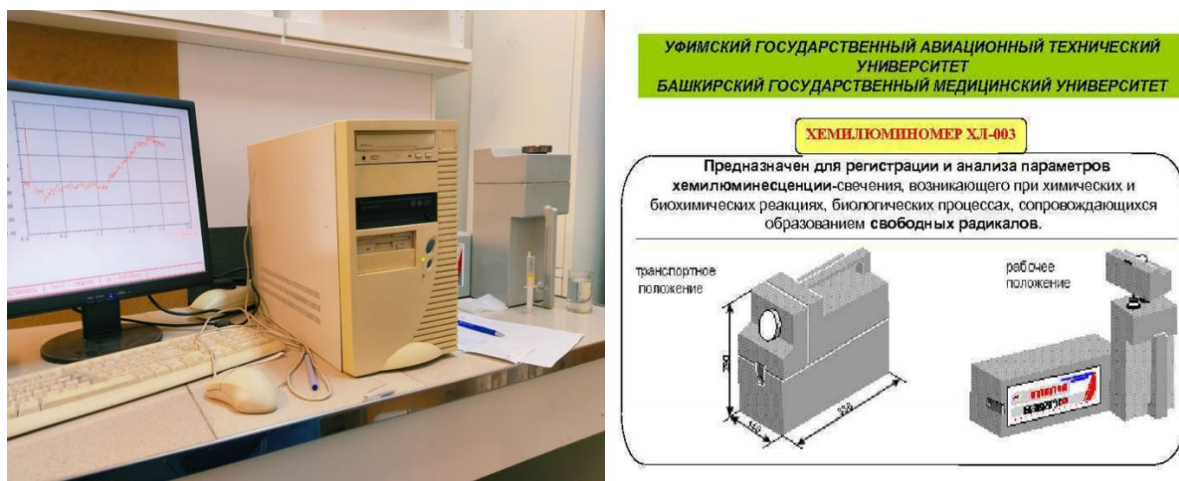 УФИМСКИЙ ГОСУДАРСТВЕННЫЙ АВИАЦИОННЫЙ ТЕХНИЧЕСКИЙ
УНИВЕРСИТЕТ
БАШКИРСКИЙ ГОСУДАРСТВЕННЫЙ МЕДИЦИНСКИЙ УНИВЕРСИТЕТ
ХЕМИЛЮМИНОМЕР ХЛ-003
Предназначен для регистрации и анализа параметров
хемилюминесценции-свечения, возникающего при химических и
биохимических реакциях, биологических процессах, сопровождающихся
образованием свободных радикалов.
транспортное
положение
рабочее
положение